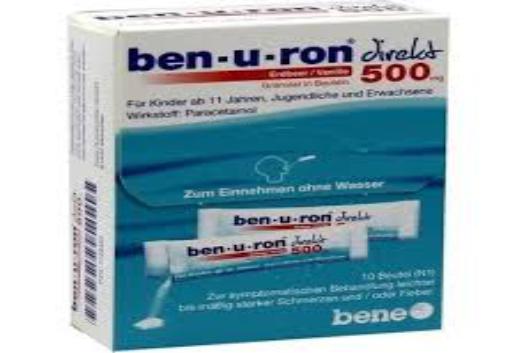 ben-u-ron® direkt
Erdbeer / Vanille
500 mg
Granulat in Beuteln
Für Kinder ab 11 Jahren, Jugendliche und Erwachsene
Wirkstoff: Paracetamol
Zum Einnehmen ohne Wasser
ben-u-ron direkt
ben-u-ron direkt
500
10 Beutel (N1)
Zur symptomatischen Behandlung leichter
bis mäßig starker Schmerzen und / oder Fieber
bene
ben-u-ron